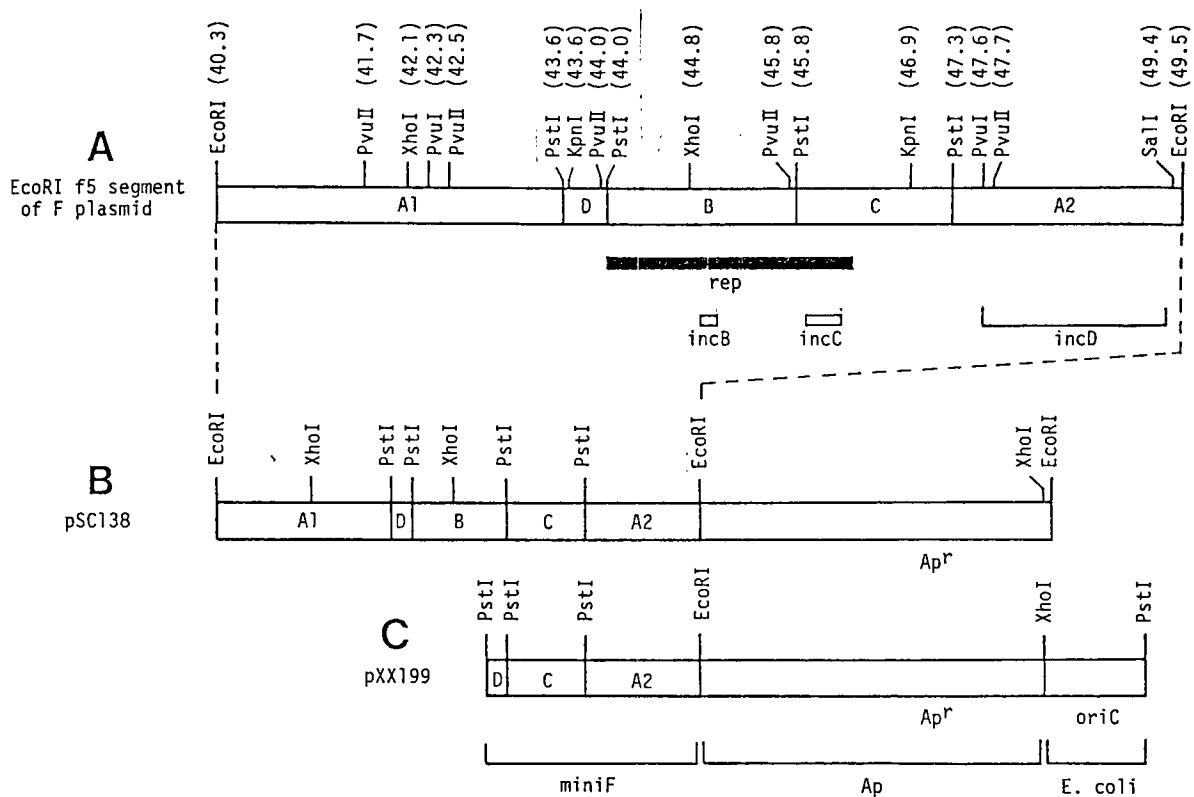 EcoRI (40.3)
PvuII (41.7)
XhoI (42.1)
PvuI (42.3)
PvuII (42.5)
PstI (43.6)
KpnI (43.6)
PvuII (44.0)
PstI (44.0)
XhoI (44.8)
PvuII (45.8)
PstI (45.8)
KpnI (46.9)
PstI (47.3)
PvuI (47.6)
PvuII (47.7)
SalI (49.4)
EcoRI (49.5)
A
EcoRI f5 segment
of F plasmid
A1 D B C A2
rep
incB incC incD
EcoRI XhoI PstI PstI XhoI PstI PstI EcoRI XhoI EcoRI
B
pSC138
A1 D B C A2
Apr
PstI PstI PstI EcoRI XhoI PstI
C
pXX199
D C A2
Apr oriC
miniF Ap E. coli